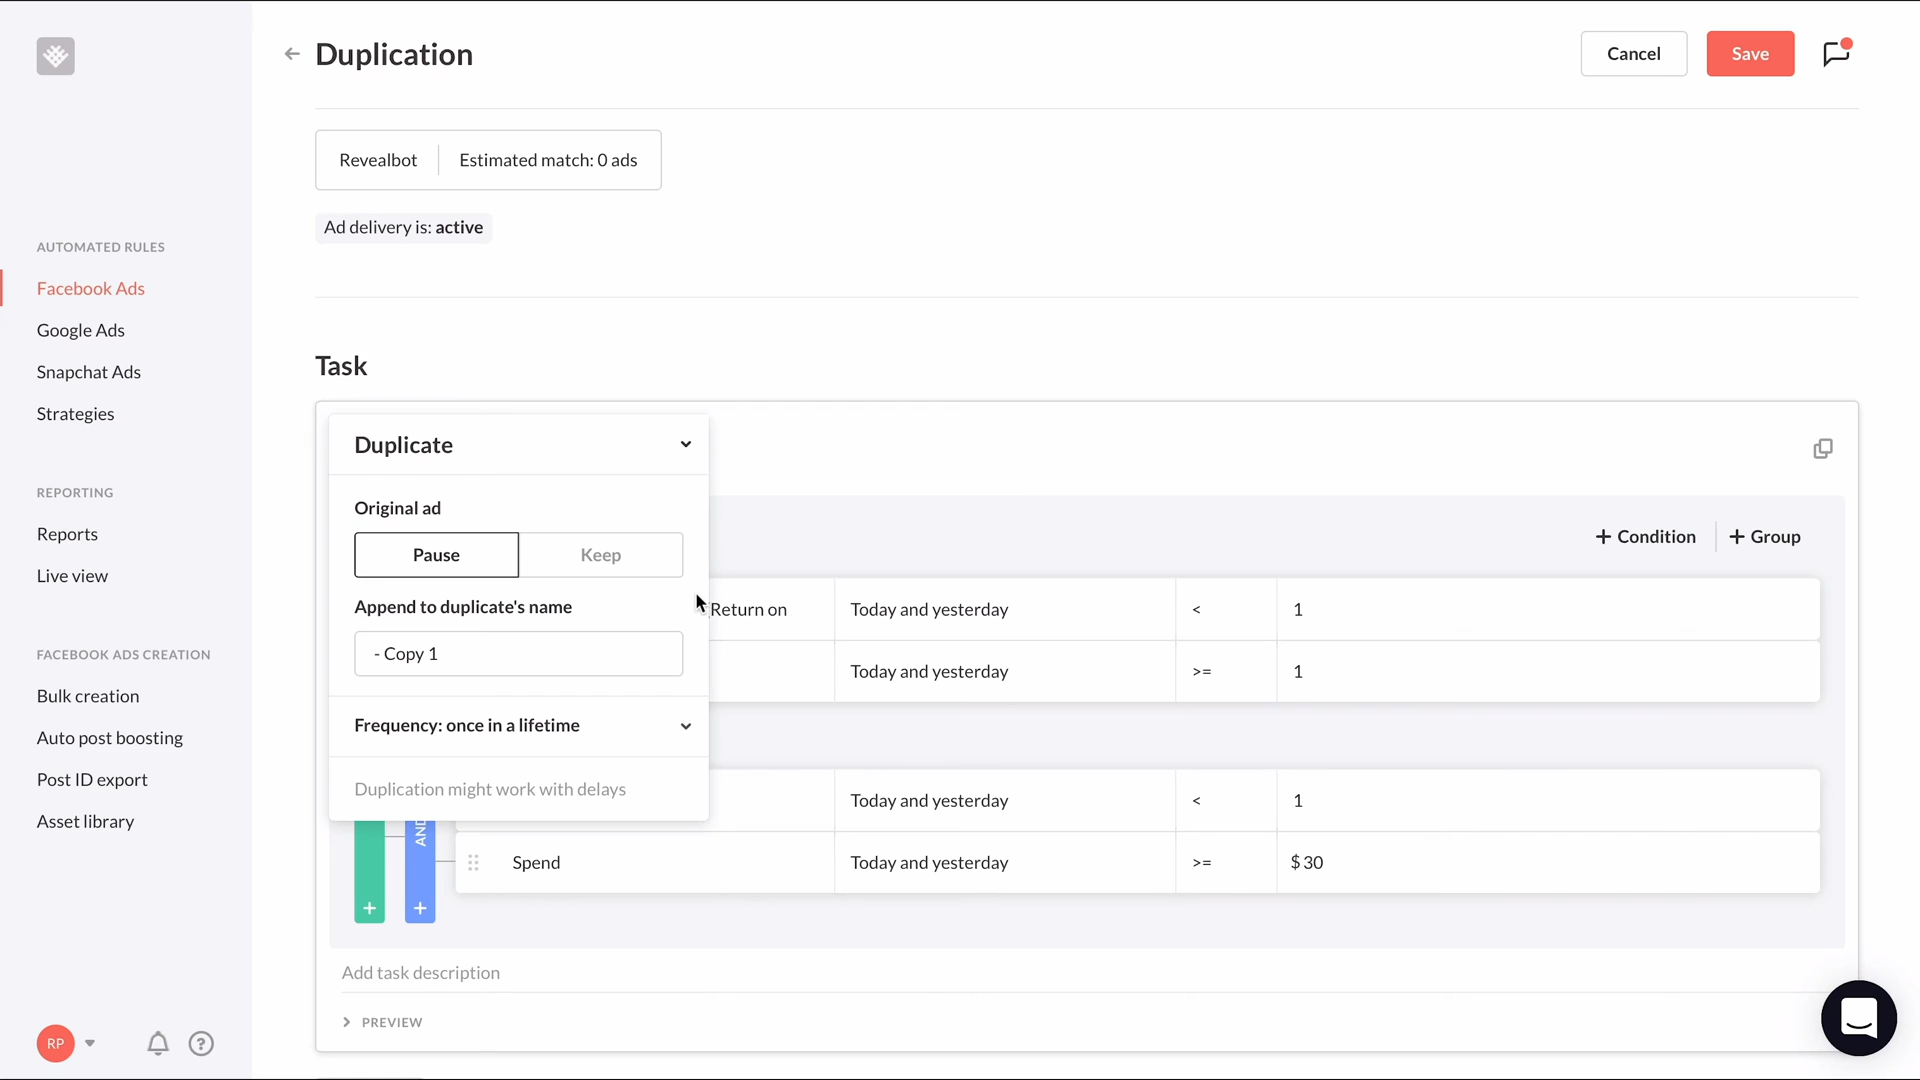 Duplication
Cancel
Save
Revealbot
Estimated match: 0 ads
Ad delivery is: active
AUTOMATED RULES
Facebook Ads
Google Ads
Snapchat Ads
Strategies
REPORTING
Reports
Live view
FACEBOOK ADS CREATION
Bulk creation
Auto post boosting
Post ID export
Asset library
RP
Task
Duplicate
Original ad
Pause
Keep
Append to duplicate's name
- Copy 1
Frequency: once in a lifetime
Duplication might work with delays
+ Condition
+ Group
Return on
Today and yesterday
<
1
Today and yesterday
>=
1
Today and yesterday
<
1
AND
Spend
Today and yesterday
>=
$ 30
+
+
Add task description
PREVIEW